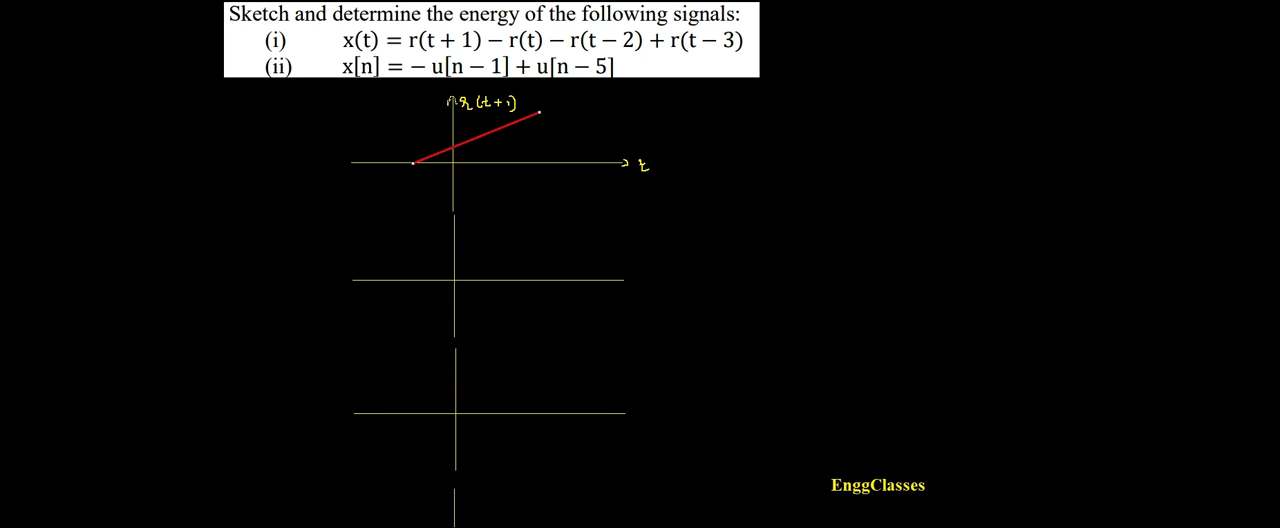 Sketch and determine the energy of the following signals:
(i) x(t) = r(t + 1) − r(t) − r(t − 2) + r(t − 3)
(ii) x[n] = − u[n − 1] + u[n − 5]
r(t+1)
t
EnggClasses